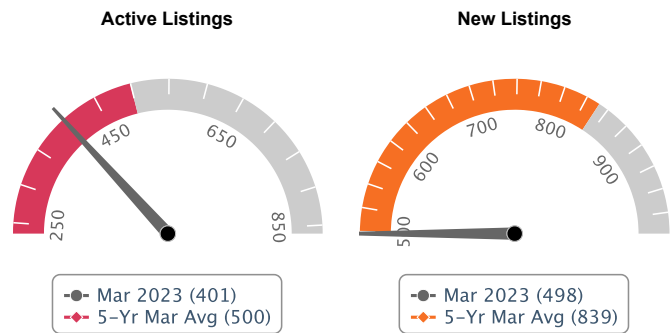 Active Listings
250
450
650
850
Mar 2023 (401)
5-Yr Mar Avg (500)
New Listings
500
600
700
800
900
Mar 2023 (498)
5-Yr Mar Avg (839)